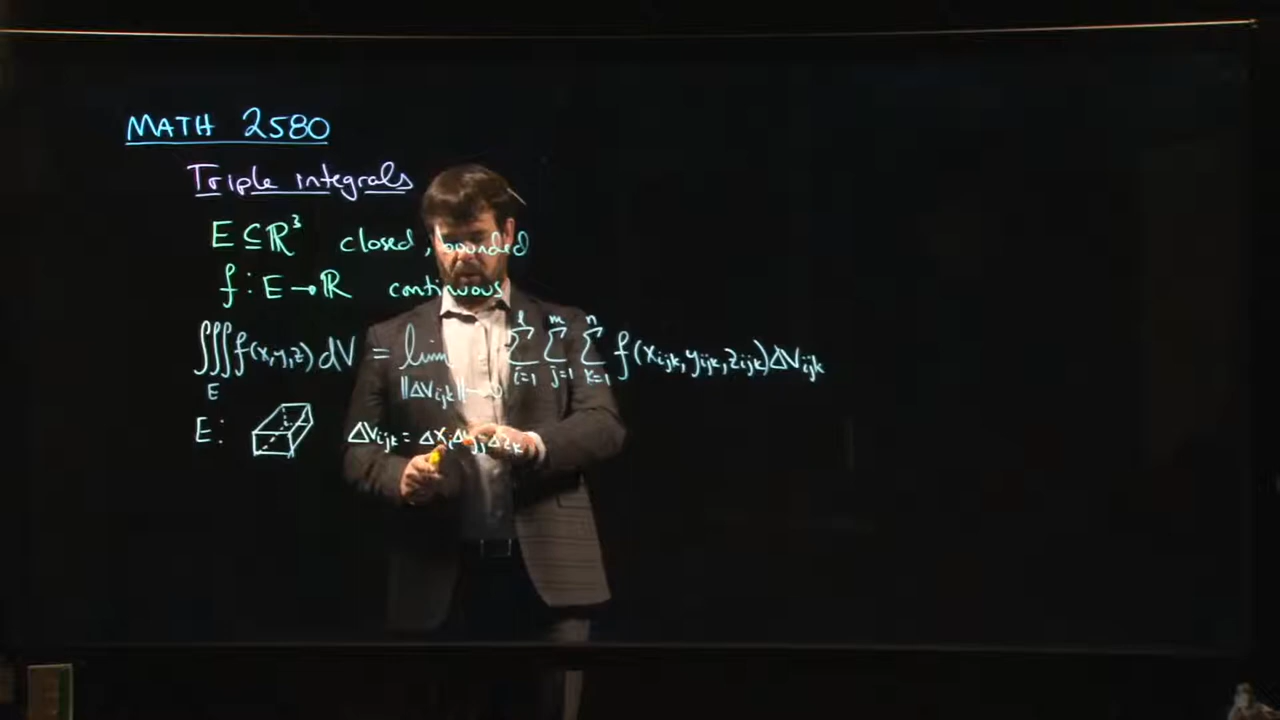 MATH 2580
Triple integrals
E ⊆ ℝ³ closed, bounded
f : E → ℝ continuous
∭_E f(x,y,z) dV = lim_{||ΔV_ijk||→0} Σ_{i=1}^{l} Σ_{j=1}^{m} Σ_{k=1}^{n} f(x_ijk, y_ijk, z_ijk) ΔV_ijk
E: ΔV_ijk = Δx_i Δy_j Δz_k